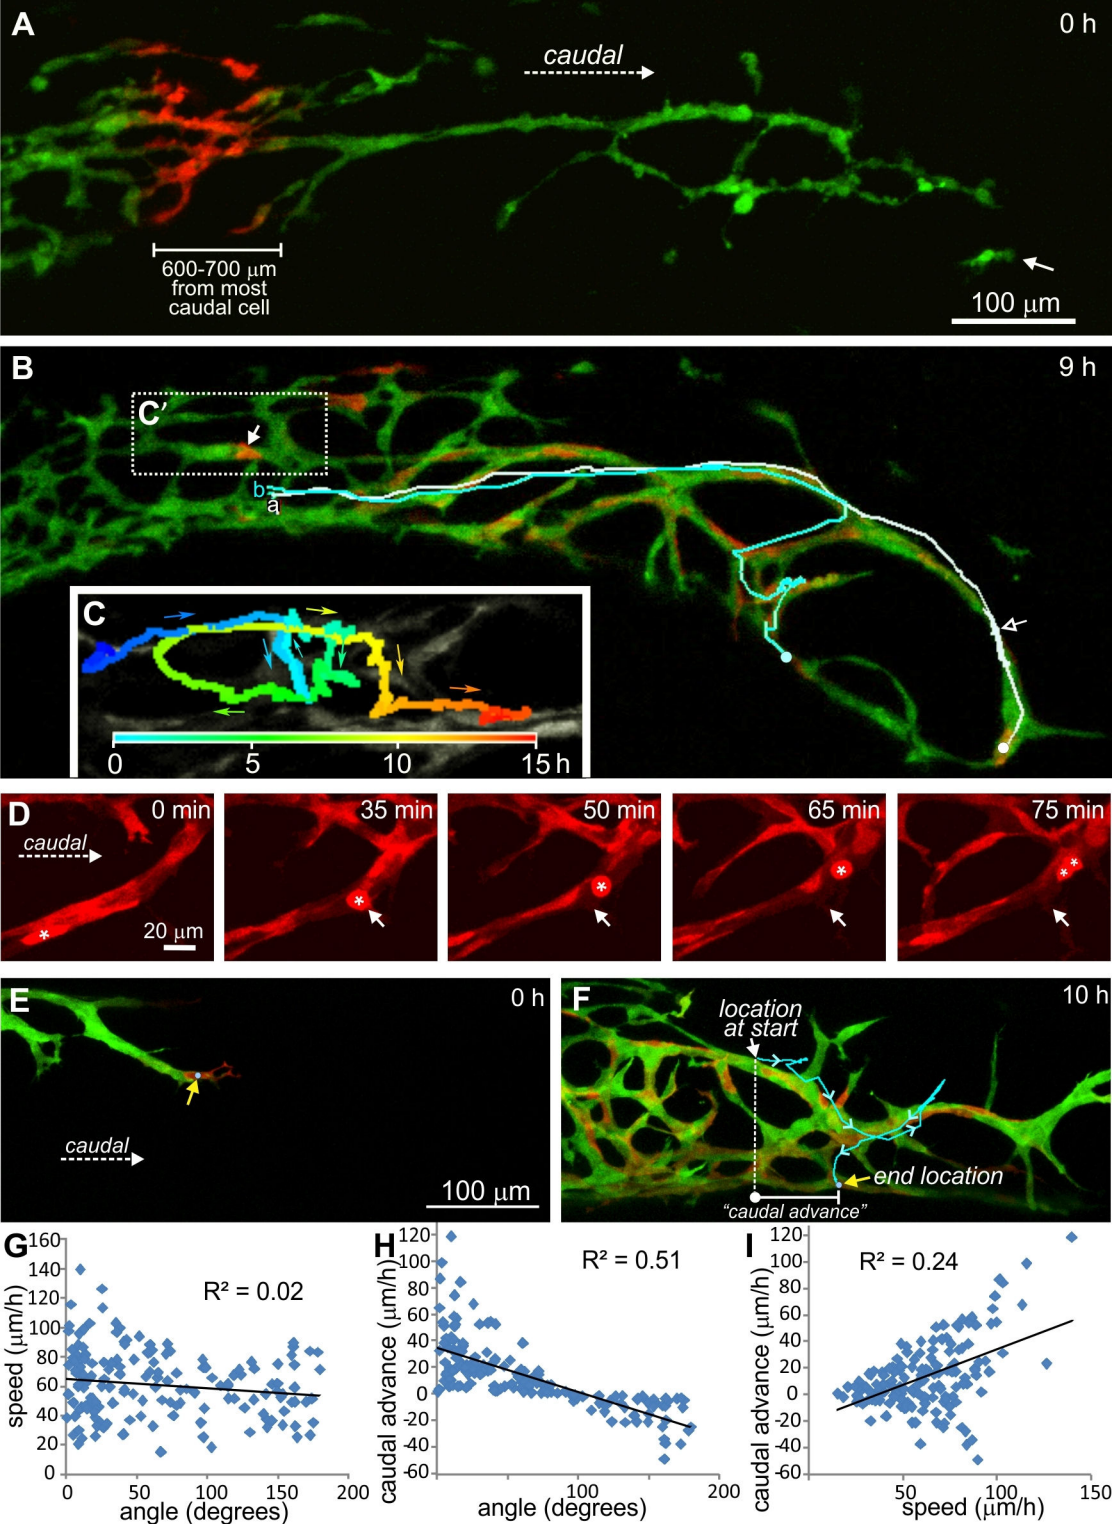 A
0 h
caudal
600-700 μm
from most
caudal cell
100 μm
B
9 h
C′
b
a
C
0 5 10 15 h
D
0 min
35 min
50 min
65 min
75 min
caudal
*
*
*
*
*
*
20 μm
E
0 h
caudal
100 μm
F
10 h
location
at start
end location
“caudal advance”
G
R² = 0.02
speed (μm/h)
160
140
120
100
80
60
40
20
0
0 50 100 150 200
angle (degrees)
H
R² = 0.51
caudal advance (μm/h)
120
100
80
60
40
20
0
-20
-40
-60
0 100 200
angle (degrees)
I
R² = 0.24
caudal advance (μm/h)
120
100
80
60
40
20
0
-20
-40
-60
50 100 150
speed (μm/h)